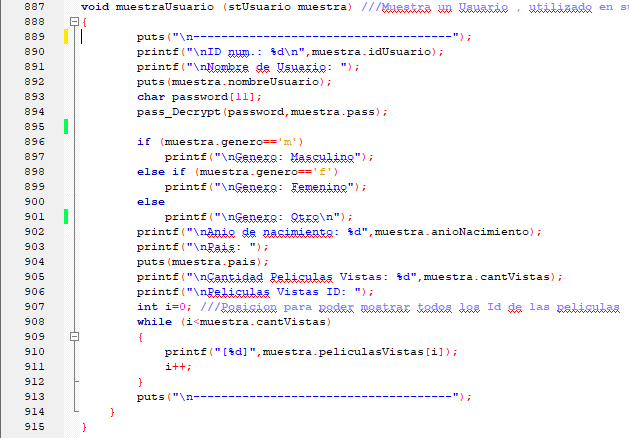 887 void muestraUsuario (stUsuario muestra) ///Muestra un Usuario , utilizado en su
888 {
889 puts("\n-------------------------------------");
890 printf("\nID num.: %d\n",muestra.idUsuario);
891 printf("\nNombre de Usuario: ");
892 puts(muestra.nombreUsuario);
893 char password[11];
894 pass_Decrypt(password,muestra.pass);
895
896 if (muestra.genero=='m')
897 printf("\nGenero: Masculino");
898 else if (muestra.genero=='f')
899 printf("\nGenero: Femenino");
900 else
901 printf("\nGenero: Otro\n");
902 printf("\nAnio de nacimiento: %d",muestra.anioNacimiento);
903 printf("\nPais: ");
904 puts(muestra.pais);
905 printf("\nCantidad Peliculas Vistas: %d",muestra.cantVistas);
906 printf("\nPeliculas Vistas ID: ");
907 int i=0; ///Posicion para poder mostrar todos los Id de las peliculas
908 while (i<muestra.cantVistas)
909 {
910 printf("[%d]",muestra.peliculasVistas[i]);
911 i++;
912 }
913 puts("\n-------------------------------------");
914 }
915 }